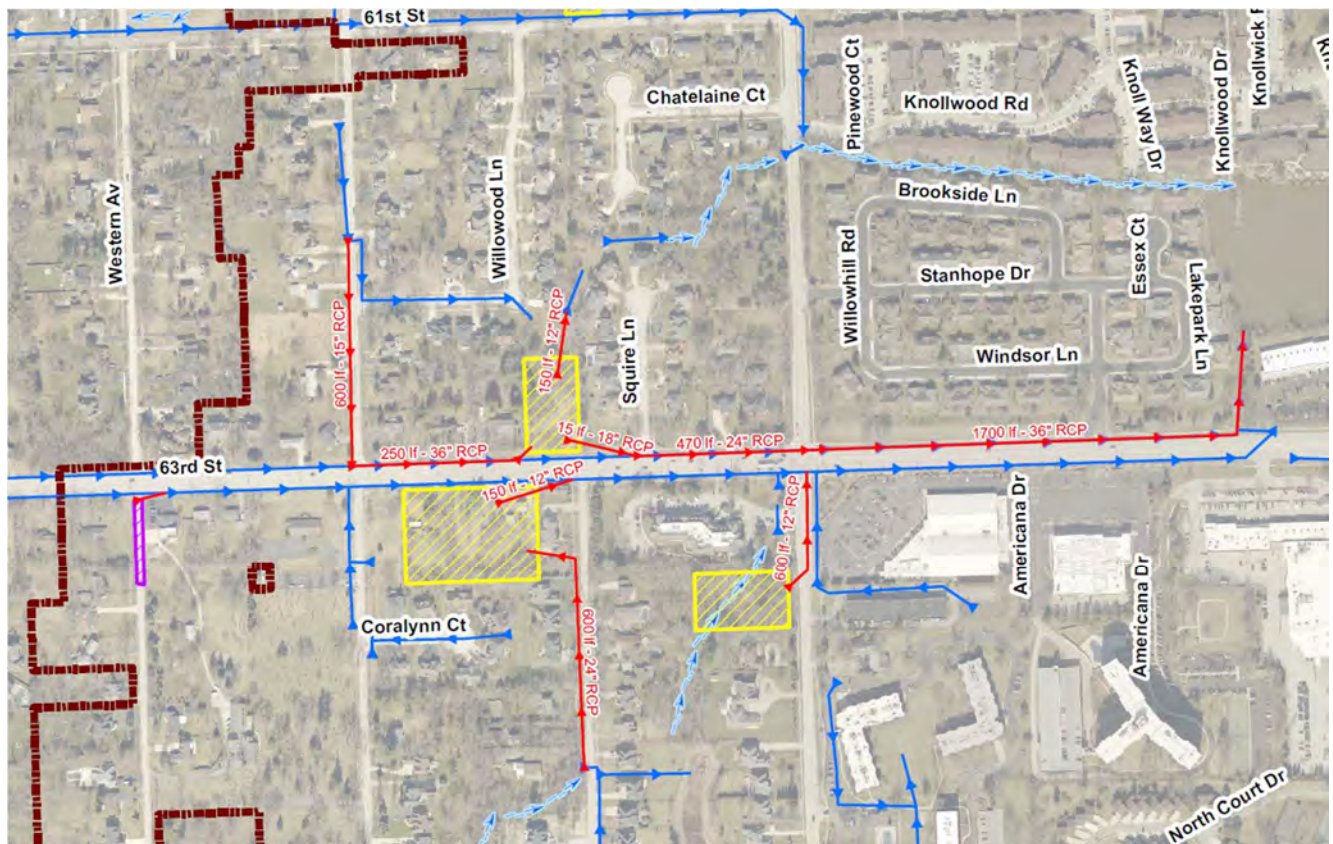 61st St
Chatelaine Ct
Pinewood Ct
Knollwood Rd
Knoll Way Dr
Knollwood Dr
Western Av
Willowood Ln
Brookside Ln
Willowhill Rd
Stanhope Dr
Essex Ct
Lakepark Ln
Windsor Ln
Squire Ln
600 lf - 15" RCP
150 lf - 12" RCP
15 lf - 18" RCP
470 lf - 24" RCP
1700 lf - 36" RCP
250 lf - 36" RCP
63rd St
150 lf - 12" RCP
600 lf - 12" RCP
Americana Dr
Americana Dr
Coralynn Ct
600 lf - 24" RCP
North Court Dr